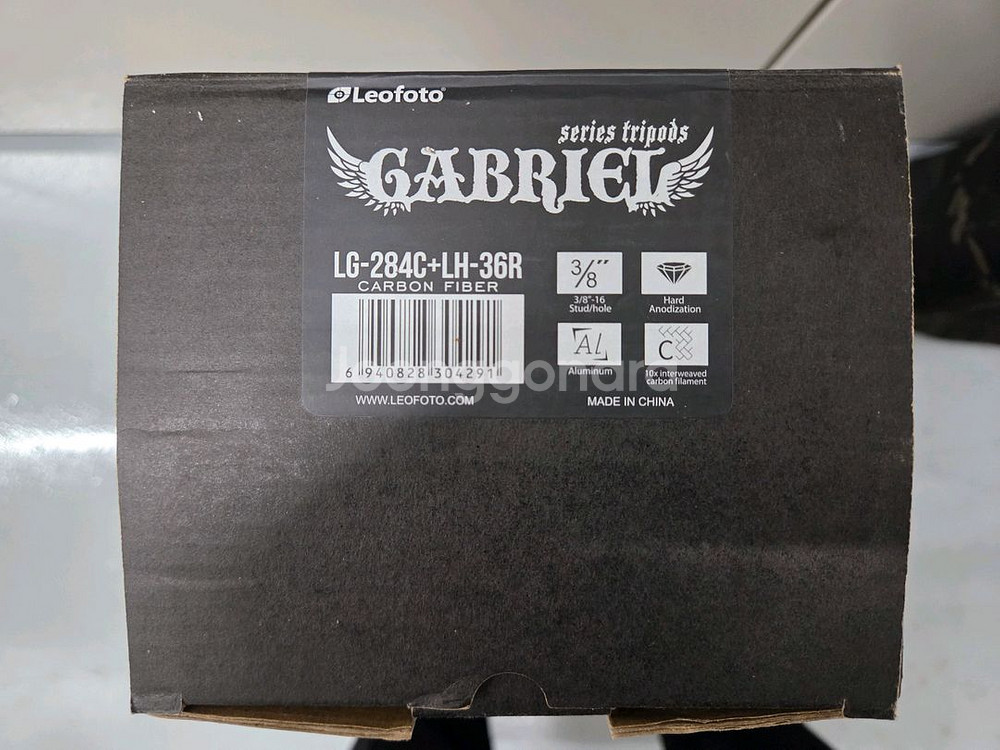 Leofoto®
series tripods
GABRIEL
LG-284C+LH-36R
CARBON FIBER
6 940828 304291
WWW.LEOFOTO.COM
3/8"
3/8"-16
Stud/hole
Hard
Anodization
AL
Aluminum
C
10x interweaved
carbon filament
MADE IN CHINA
Joonggonara